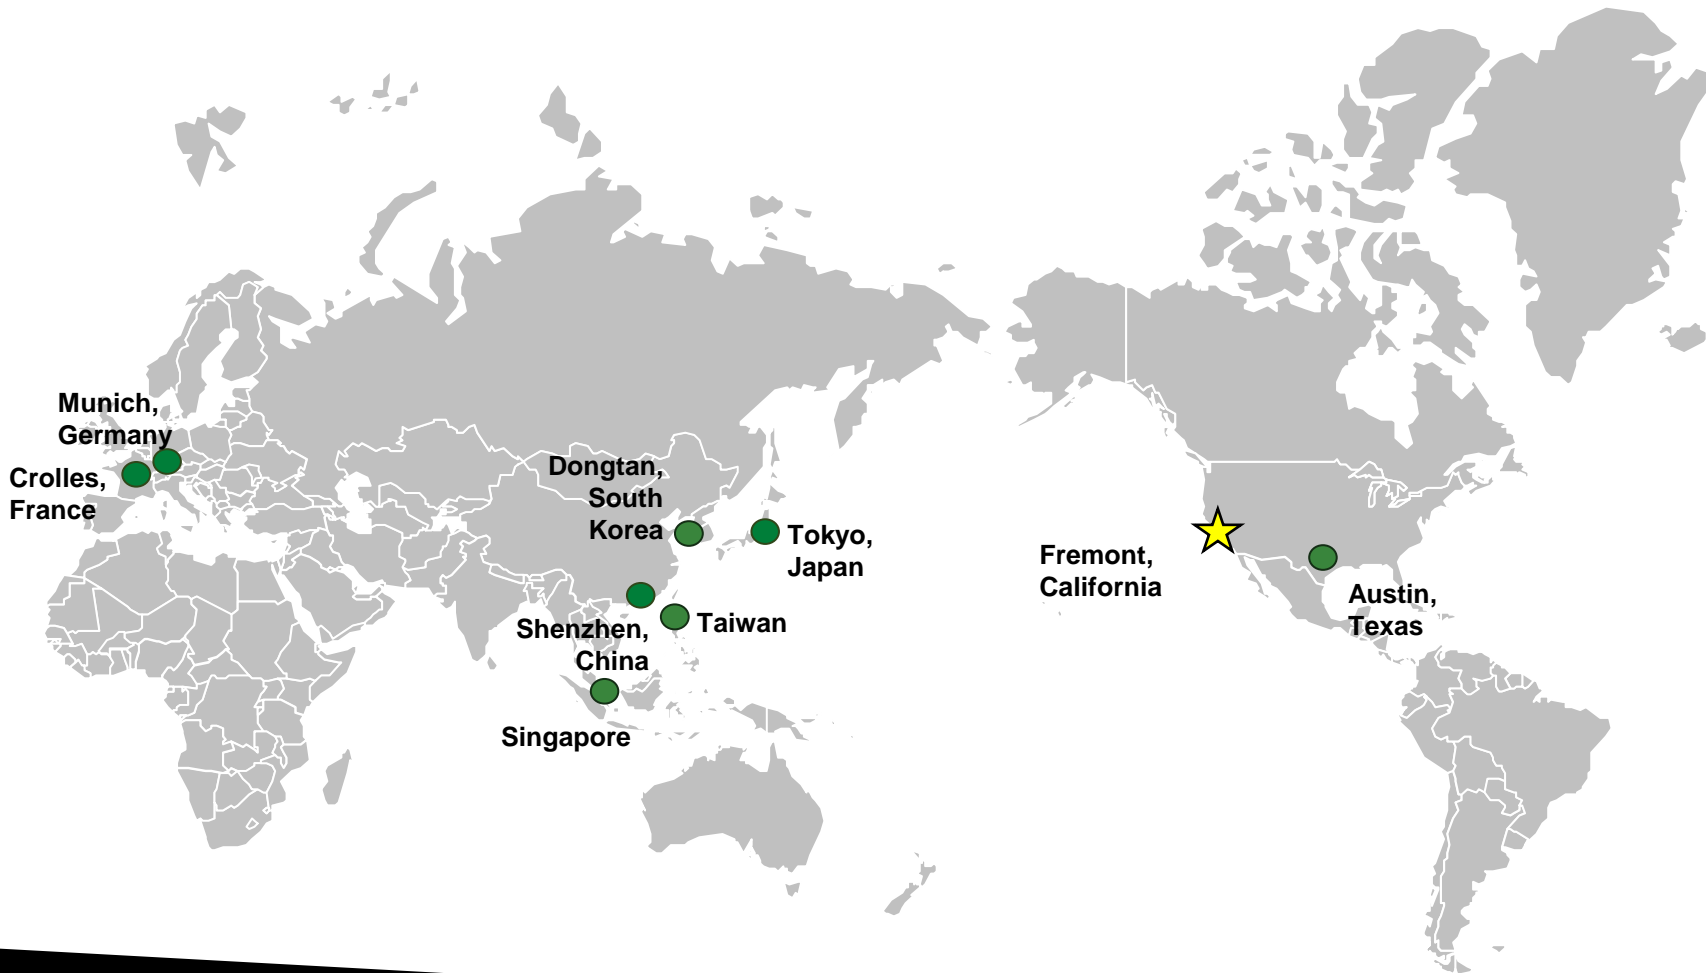 Munich,
Germany
Crolles,
France
Dongtan,
South
Korea
Tokyo,
Japan
Shenzhen,
China
Taiwan
Singapore
Fremont,
California
Austin,
Texas